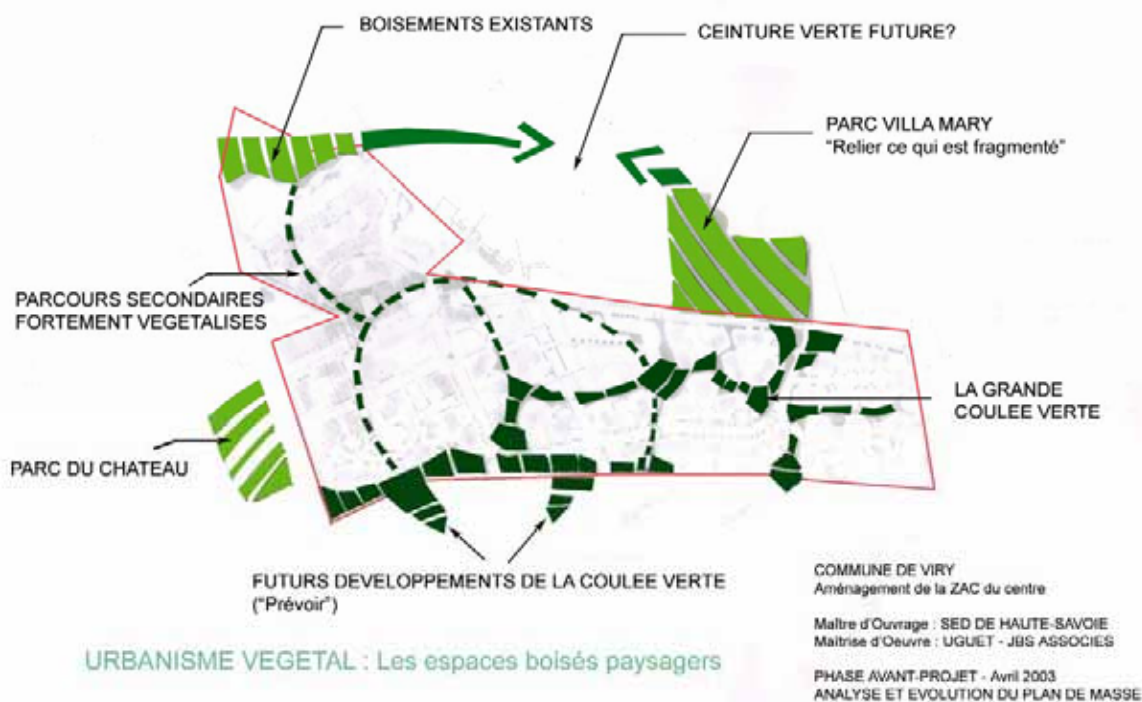 BOISEMENTS EXISTANTS
CEINTURE VERTE FUTURE?
PARC VILLA MARY
"Relier ce qui est fragmenté"
PARCOURS SECONDAIRES
FORTEMENT VEGETALISES
LA GRANDE
COULEE VERTE
PARC DU CHATEAU
FUTURS DEVELOPPEMENTS DE LA COULEE VERTE
("Prévoir")
URBANISME VEGETAL : Les espaces boisés paysagers
COMMUNE DE VIRY
Aménagement de la ZAC du centre
Maître d'Ouvrage : SED DE HAUTE-SAVOIE
Maîtrise d'Oeuvre : UGUET - JBS ASSOCIES
PHASE AVANT-PROJET - Avril 2003
ANALYSE ET EVOLUTION DU PLAN DE MASSE